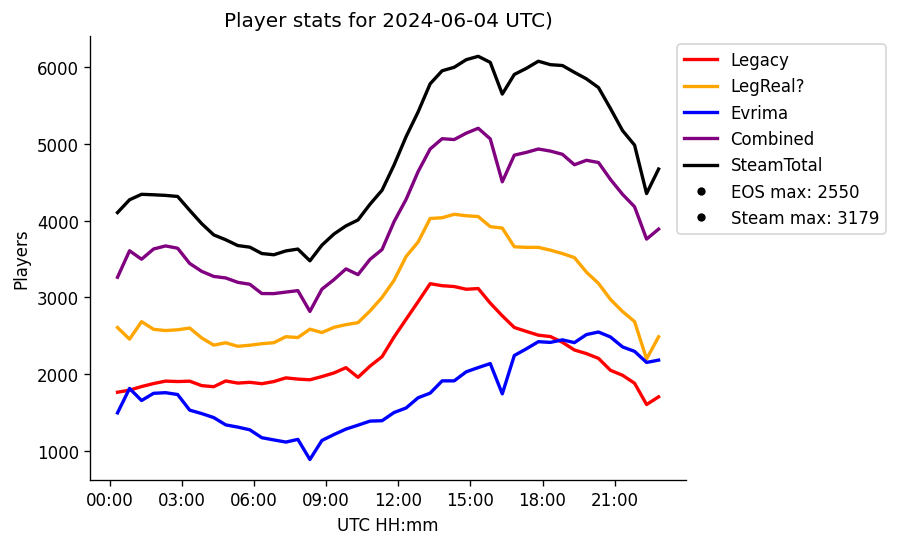 Player stats for 2024-06-04 UTC)
Players
6000
5000
4000
3000
2000
1000
00:00 03:00 06:00 09:00 12:00 15:00 18:00 21:00
UTC HH:mm
Legacy
LegReal?
Evrima
Combined
SteamTotal
EOS max: 2550
Steam max: 3179